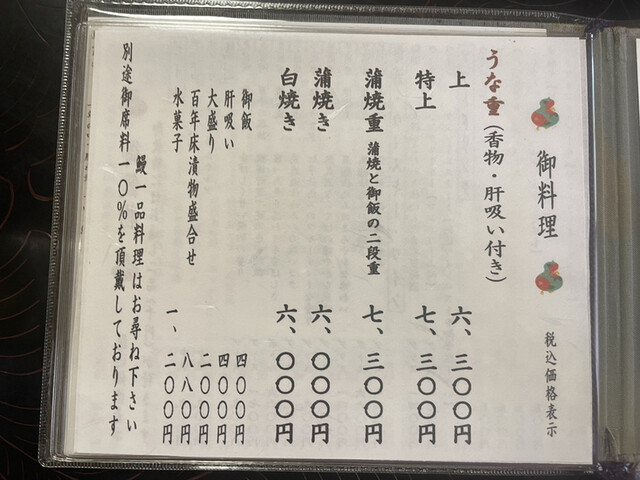 御料理
税込価格表示
うな重(香物・肝吸い付き)
上 六、三〇〇円
特上 七、三〇〇円
蒲焼重 蒲焼と御飯の二段重 七、三〇〇円
蒲焼き 六、〇〇〇円
白焼き 六、〇〇〇円
御飯 四〇〇円
肝吸い 四〇〇円
大盛り 二〇〇円
百年床漬物盛合せ 八八〇円
水菓子 一、二〇〇円
鰻一品料理はお尋ね下さい
別途御席料一〇%を頂戴しております